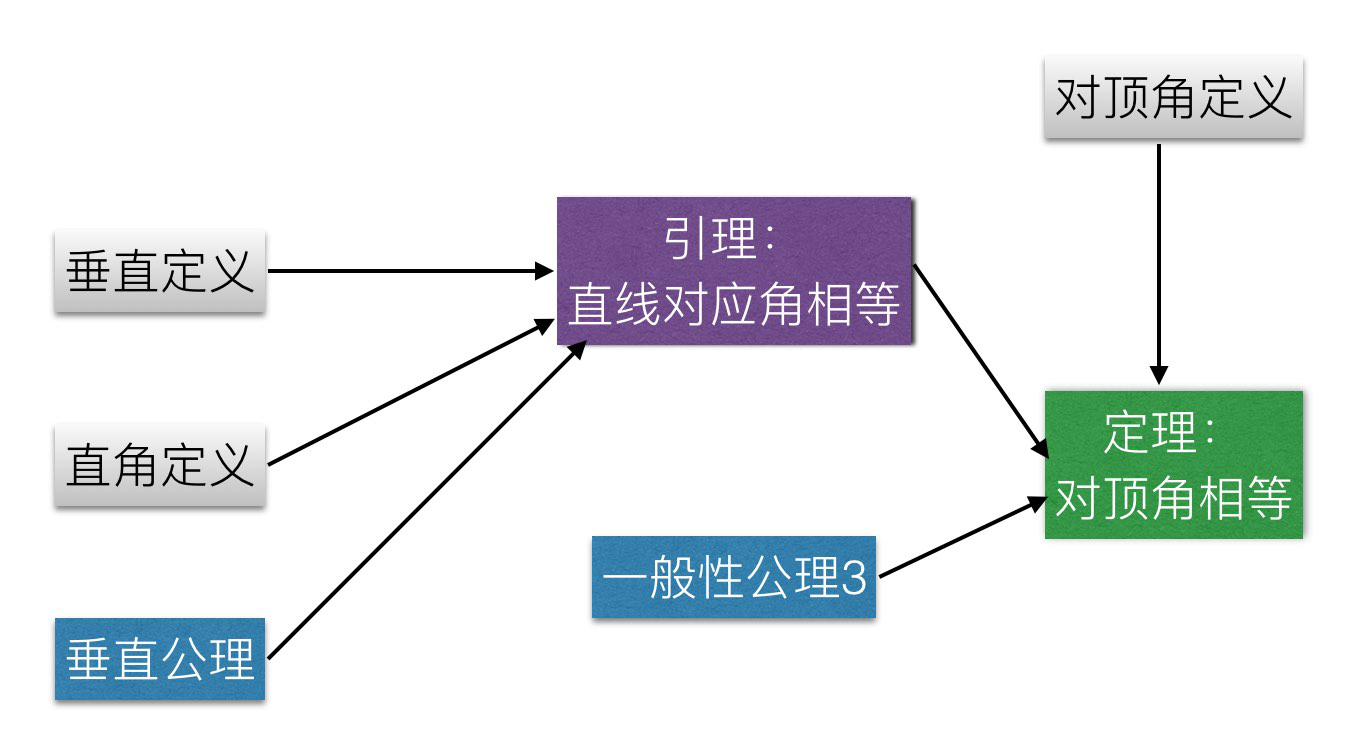 对顶角定义
引理：
直线对应角相等
垂直定义
直角定义
定理：
对顶角相等
一般性公理3
垂直公理